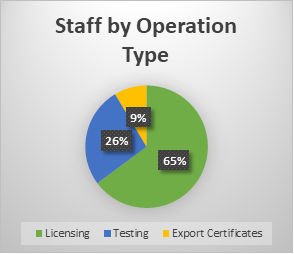 Staff by Operation
Type
9%
26%
65%
Licensing Testing Export Certificates